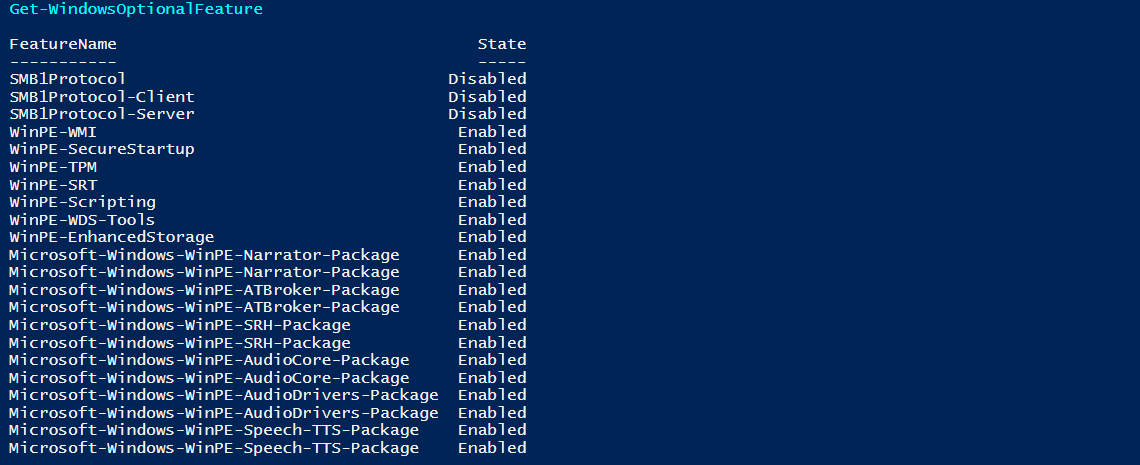 Get-WindowsOptionalFeature
FeatureName State
----------- -----
SMB1Protocol Disabled
SMB1Protocol-Client Disabled
SMB1Protocol-Server Disabled
WinPE-WMI Enabled
WinPE-SecureStartup Enabled
WinPE-TPM Enabled
WinPE-SRT Enabled
WinPE-Scripting Enabled
WinPE-WDS-Tools Enabled
WinPE-EnhancedStorage Enabled
Microsoft-Windows-WinPE-Narrator-Package Enabled
Microsoft-Windows-WinPE-Narrator-Package Enabled
Microsoft-Windows-WinPE-ATBroker-Package Enabled
Microsoft-Windows-WinPE-ATBroker-Package Enabled
Microsoft-Windows-WinPE-SRH-Package Enabled
Microsoft-Windows-WinPE-SRH-Package Enabled
Microsoft-Windows-WinPE-AudioCore-Package Enabled
Microsoft-Windows-WinPE-AudioCore-Package Enabled
Microsoft-Windows-WinPE-AudioDrivers-Package Enabled
Microsoft-Windows-WinPE-AudioDrivers-Package Enabled
Microsoft-Windows-WinPE-Speech-TTS-Package Enabled
Microsoft-Windows-WinPE-Speech-TTS-Package Enabled